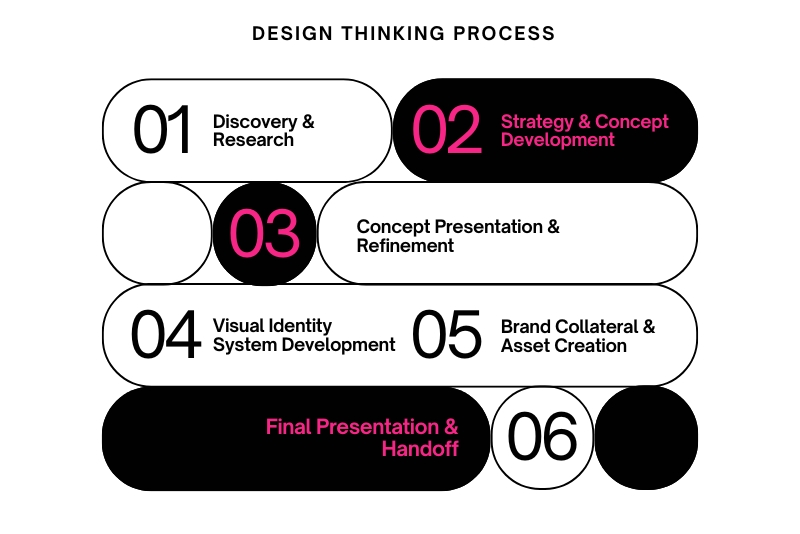 DESIGN THINKING PROCESS
01
Discovery &
Research
02
Strategy & Concept
Development
03
Concept Presentation &
Refinement
04
Visual Identity
System Development
05
Brand Collateral &
Asset Creation
Final Presentation &
Handoff
06